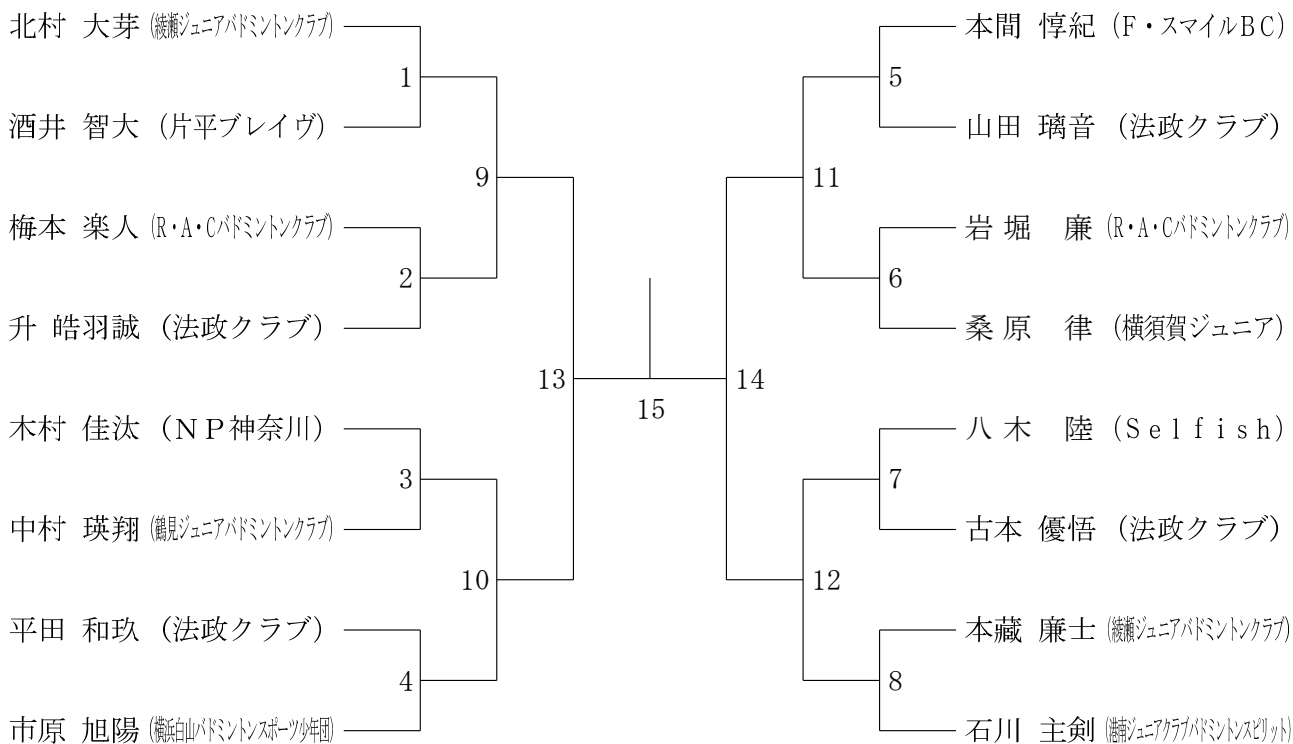 北村 大芽 (綾瀬ジュニアバドミントンクラブ)
1
酒井 智大 (片平ブレイヴ)
9
梅本 楽人 (R・A・Cバドミントンクラブ)
2
升 皓羽誠 (法政クラブ)
13
木村 佳汰 (ＮＰ神奈川)
3
中村 瑛翔 (鶴見ジュニアバドミントンクラブ)
10
平田 和玖 (法政クラブ)
4
市原 旭陽 (横浜白山バドミントンスポーツ少年団)
15
本間 惇紀 (F・スマイルBC)
5
山田 璃音 (法政クラブ)
11
岩堀 廉 (R・A・Cバドミントンクラブ)
6
桑原 律 (横須賀ジュニア)
14
八木 陸 (Ｓｅｌｆｉｓｈ)
7
古本 優悟 (法政クラブ)
12
本藏 廉士 (綾瀬ジュニアバドミントンクラブ)
8
石川 主剣 (港南ジュニアクラブバドミントンスピリット)